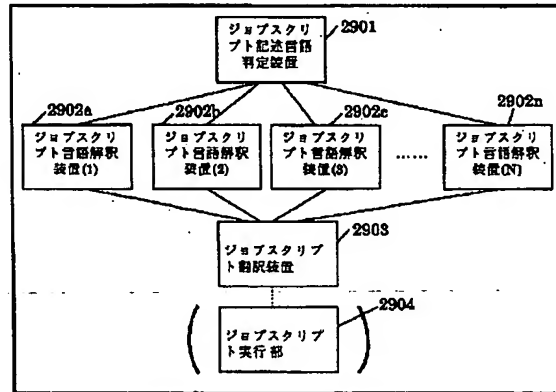 ジョブスクリ
プト記述言語
判定装置
2901
2902a
2902b
2902c
2902n
ジョブスクリ
プト言語解釈
装置(1)
ジョブスクリ
プト言語解釈
装置(2)
ジョブスクリ
プト言語解釈
装置(3)
……
ジョブスクリ
プト言語解釈
装置(N)
2903
ジョブスクリプ
ト翻訳装置
2904
ジョブスクリプ
ト実行部